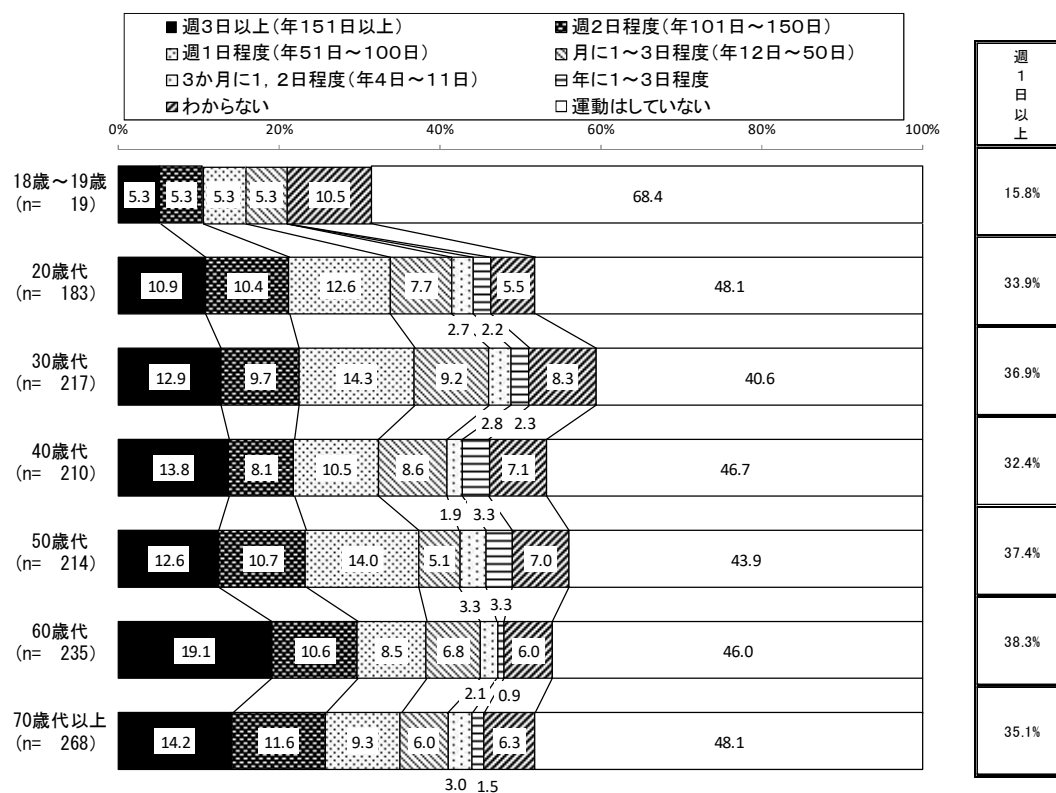 ■週3日以上(年151日以上) 週2日程度(年101日～150日)
週1日程度(年51日～100日) 月に1～3日程度(年12日～50日)
3か月に1, 2日程度(年4日～11日) 年に1～3日程度
わからない □運動はしていない
0% 20% 40% 60% 80% 100%
週1日以上
18歳～19歳
(n= 19)
5.3 5.3 5.3 5.3 10.5 68.4
15.8%
20歳代
(n= 183)
10.9 10.4 12.6 7.7 5.5 48.1
2.7 2.2
33.9%
30歳代
(n= 217)
12.9 9.7 14.3 9.2 8.3 40.6
2.8 2.3
36.9%
40歳代
(n= 210)
13.8 8.1 10.5 8.6 7.1 46.7
1.9 3.3
32.4%
50歳代
(n= 214)
12.6 10.7 14.0 5.1 7.0 43.9
3.3 3.3
37.4%
60歳代
(n= 235)
19.1 10.6 8.5 6.8 6.0 46.0
2.1 0.9
38.3%
70歳代以上
(n= 268)
14.2 11.6 9.3 6.0 6.3 48.1
3.0 1.5
35.1%